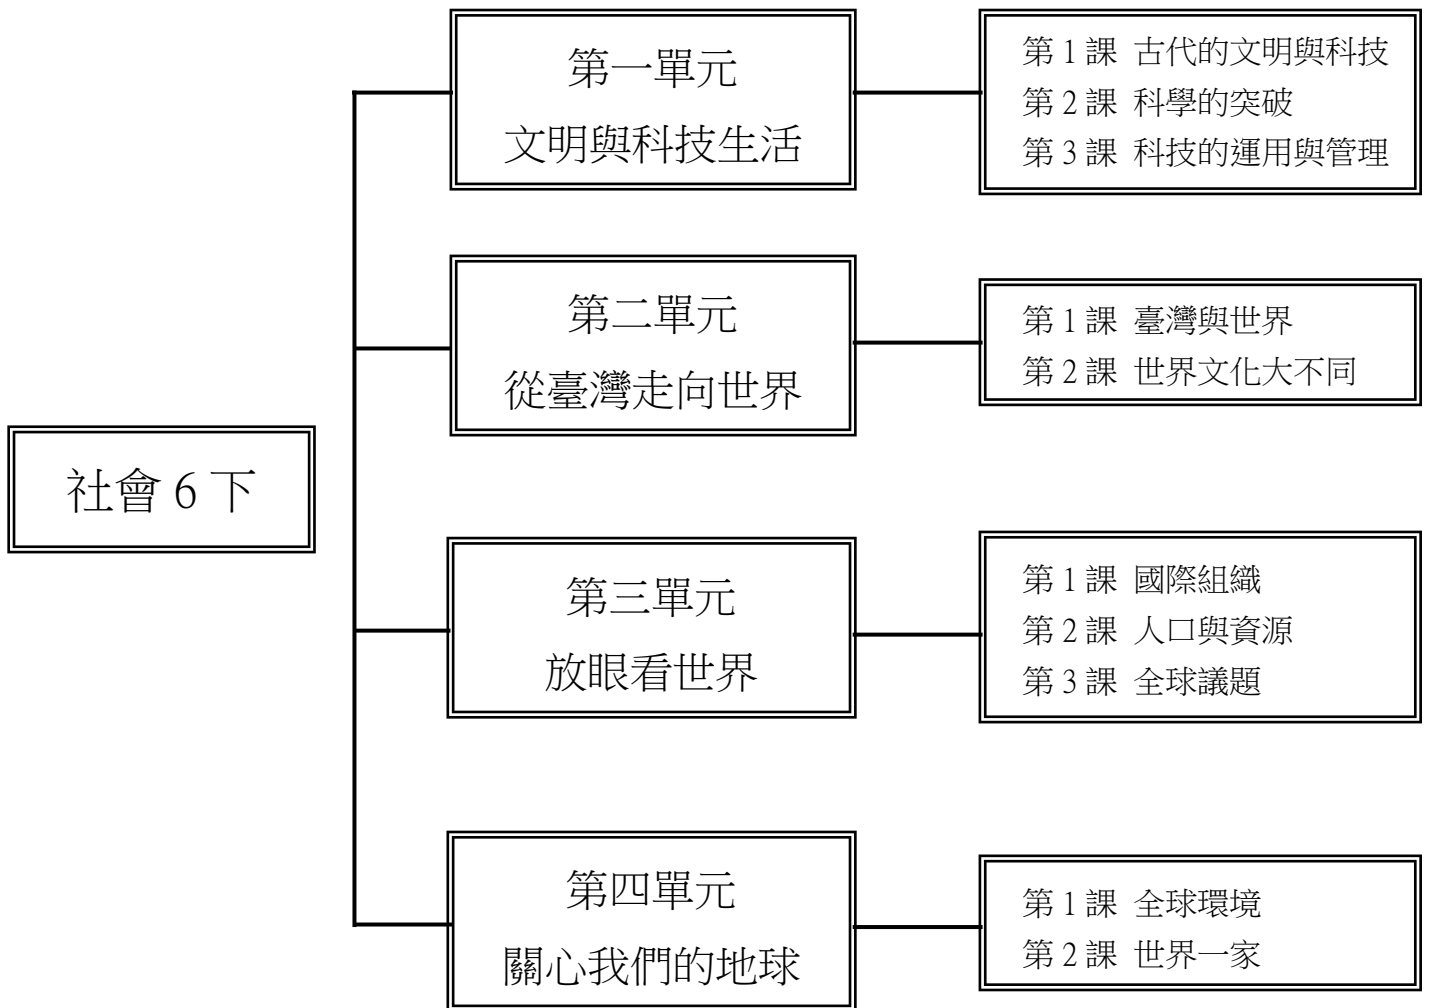 社會 6 下
第一單元
文明與科技生活
第 1 課 古代的文明與科技
第 2 課 科學的突破
第 3 課 科技的運用與管理
第二單元
從臺灣走向世界
第 1 課 臺灣與世界
第 2 課 世界文化大不同
第三單元
放眼看世界
第 1 課 國際組織
第 2 課 人口與資源
第 3 課 全球議題
第四單元
關心我們的地球
第 1 課 全球環境
第 2 課 世界一家